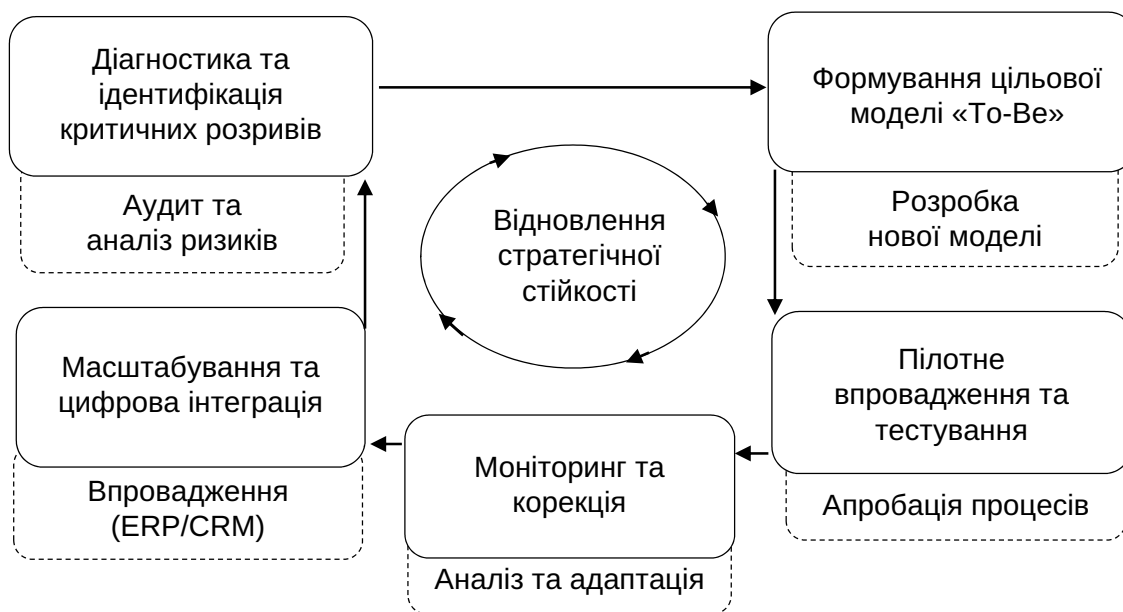 Діагностика та
ідентифікація
критичних розривів
Аудит та
аналіз ризиків
Формування цільової
моделі «To-Be»
Розробка
нової моделі
Відновлення
стратегічної
стійкості
Масштабування та
цифрова інтеграція
Впровадження
(ERP/CRM)
Моніторинг та
корекція
Аналіз та адаптація
Пілотне
впровадження та
тестування
Апробація процесів